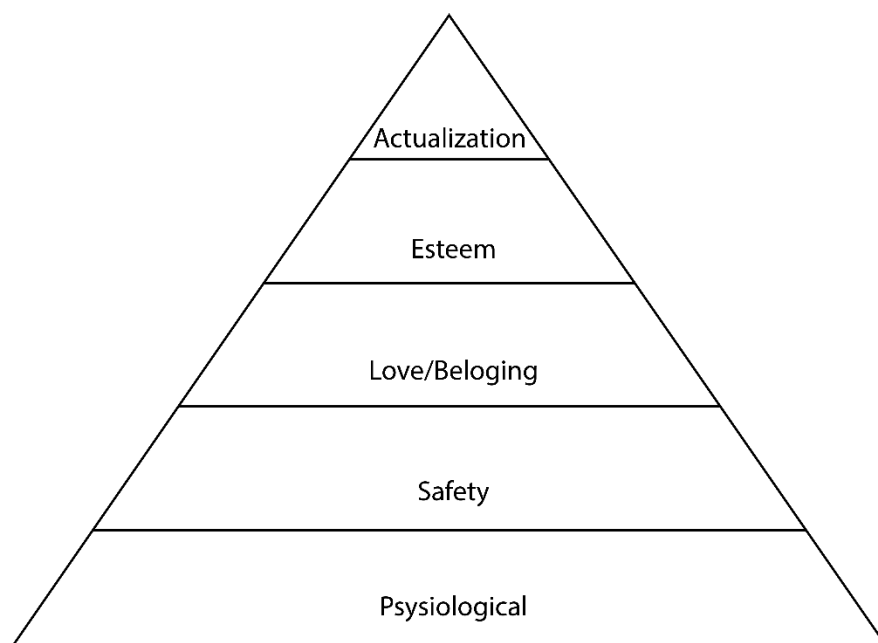 Actualization
Esteem
Love/Beloging
Safety
Psysiological